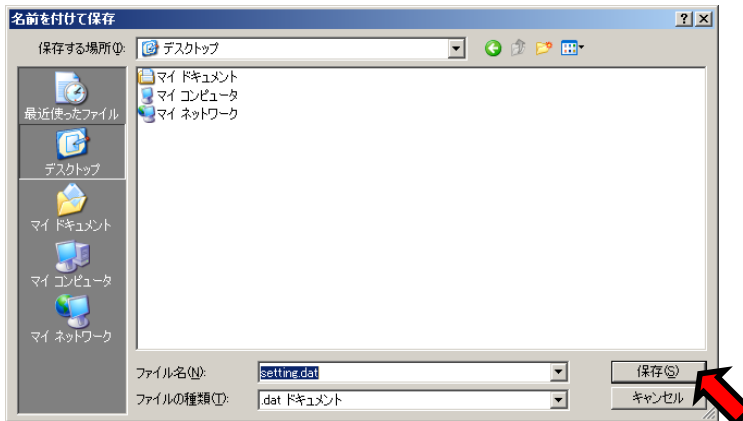 名前を付けて保存
保存する場所(I):
デスクトップ
最近使ったファイル
デスクトップ
マイ ドキュメント
マイ コンピュータ
マイ ネットワーク
マイ ドキュメント
マイ コンピュータ
マイ ネットワーク
ファイル名(N):
setting.dat
保存(S)
ファイルの種類(T):
.dat ドキュメント
キャンセル